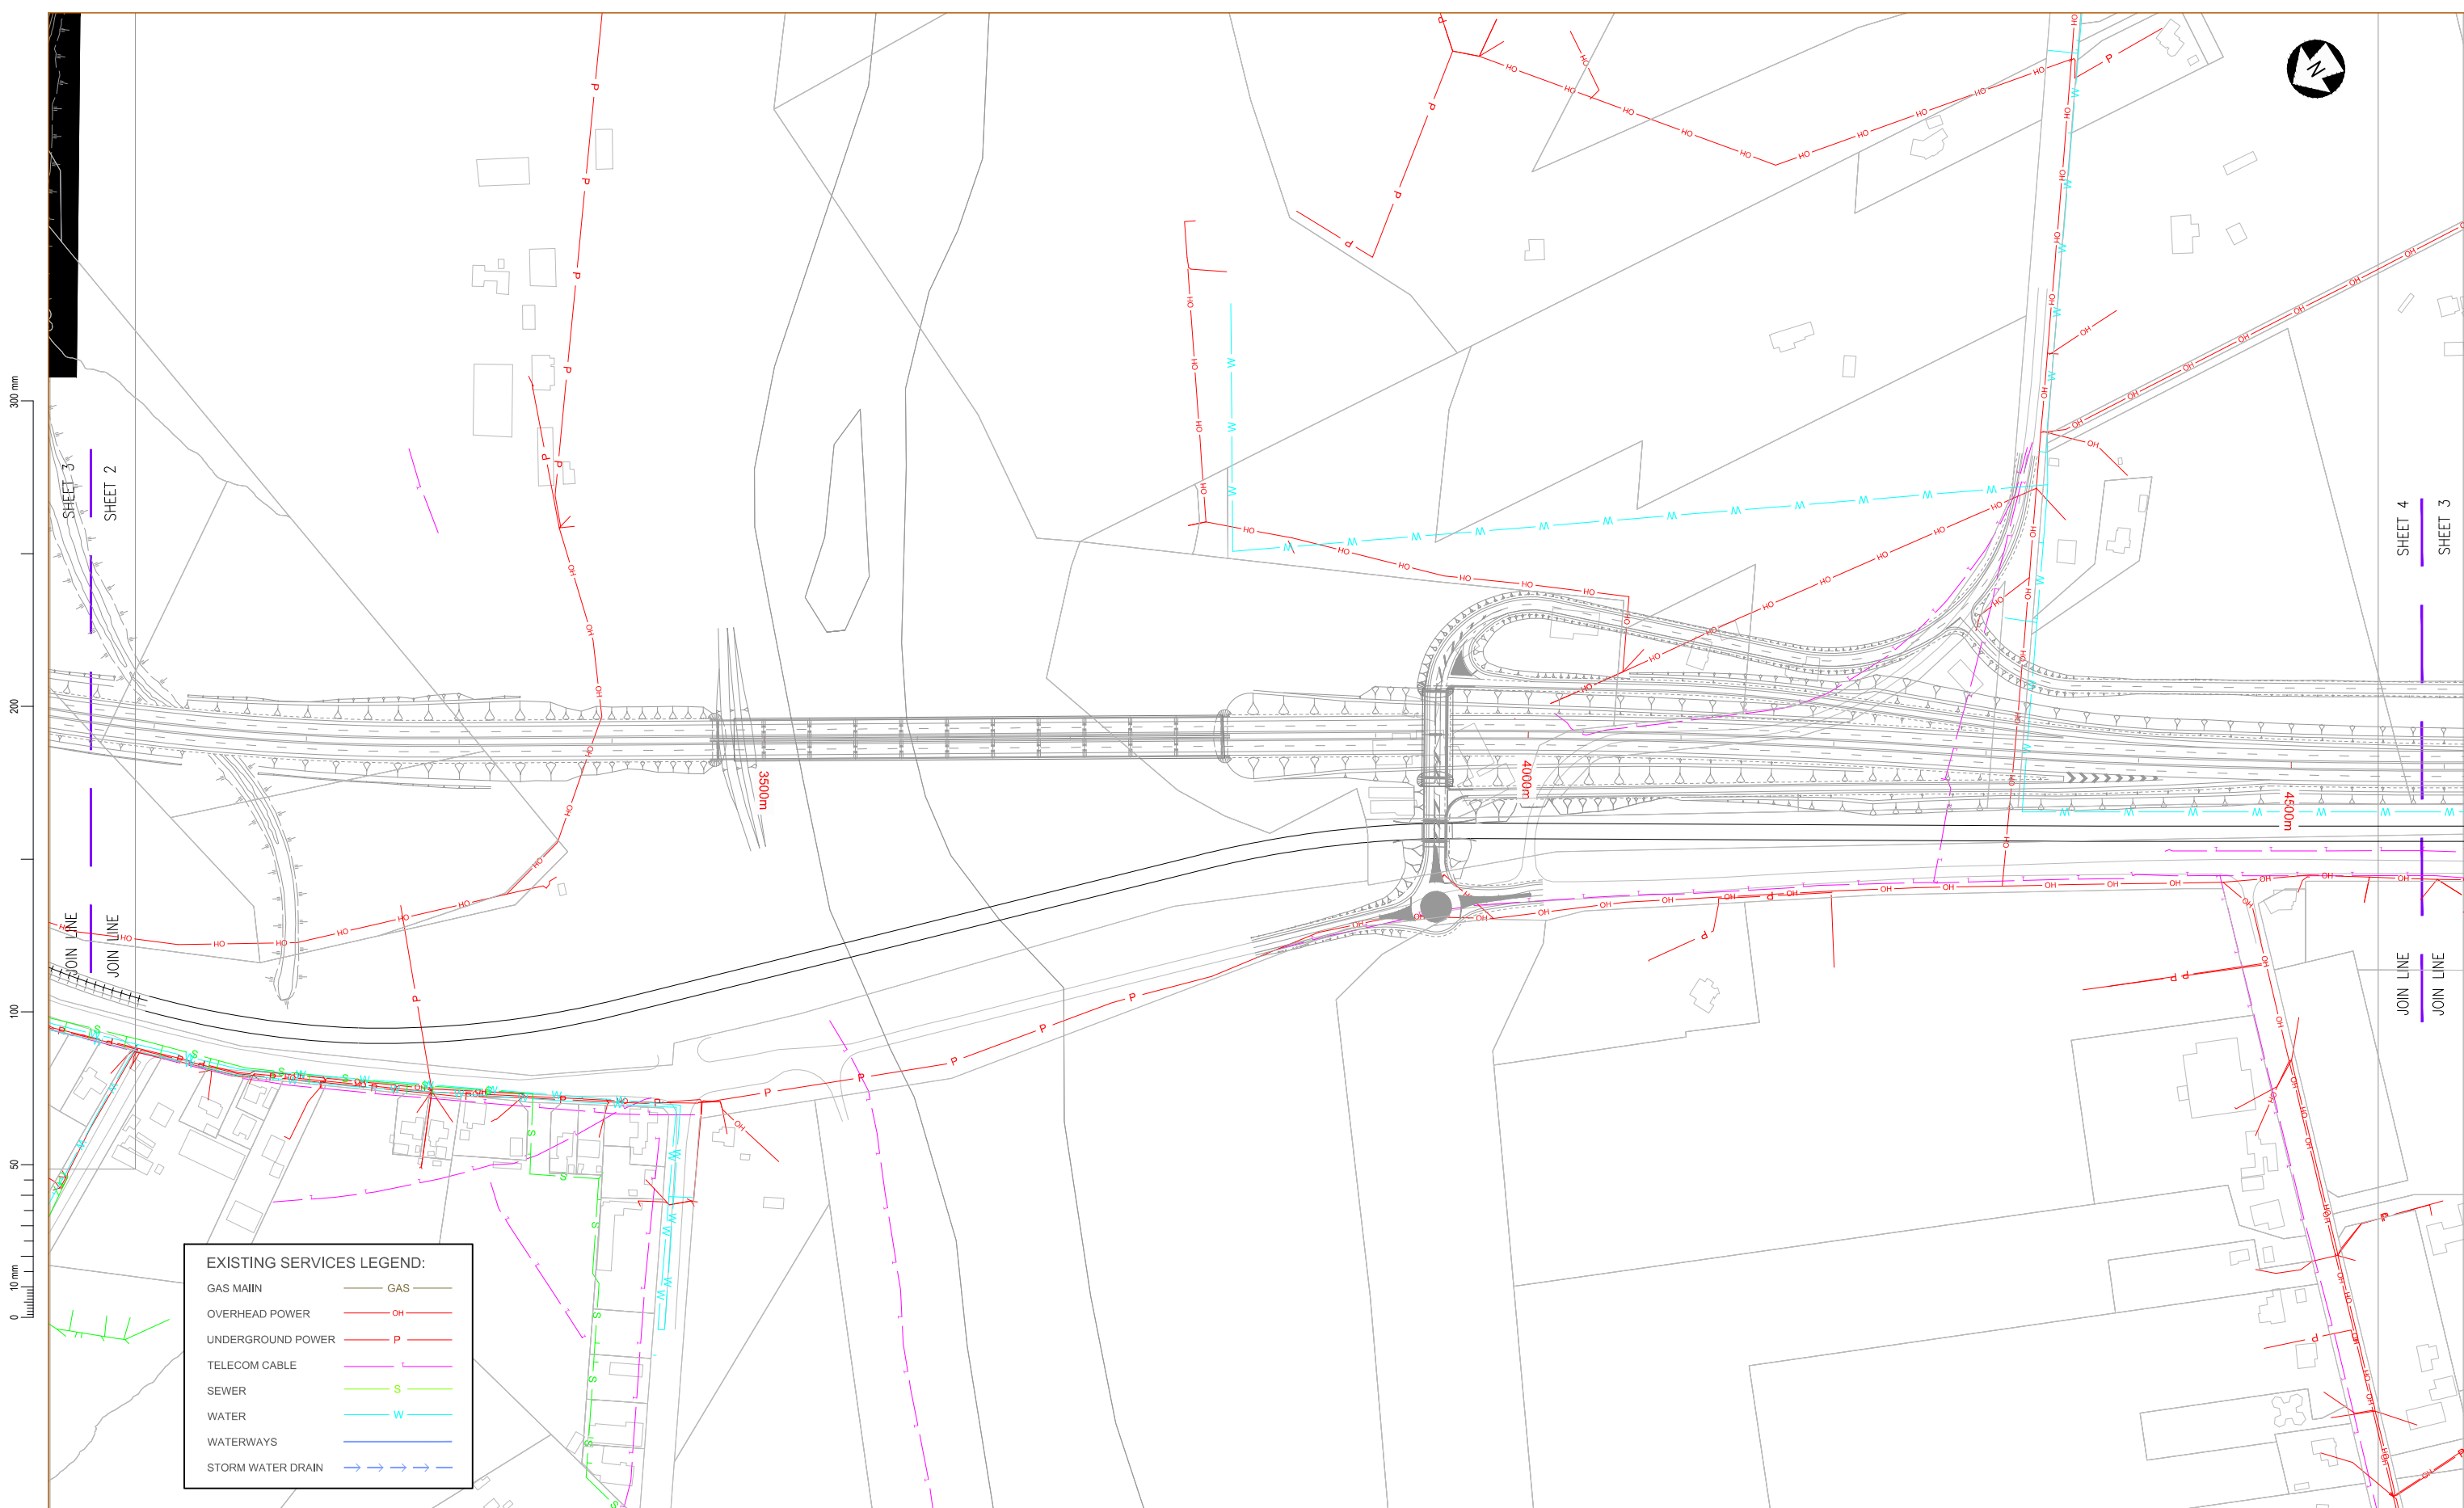 N
300 mm
200
100
50
10 mm
0
SHEET 3
SHEET 2
JOIN LINE
JOIN LINE
SHEET 4
SHEET 3
JOIN LINE
JOIN LINE
3500m
4000m
4500m
EXISTING SERVICES LEGEND:
GAS MAIIN
GAS
OVERHEAD POWER
OH
UNDERGROUND POWER
P
TELECOM CABLE
T
SEWER
S
WATER
W
WATERWAYS
STORM WATER DRAIN